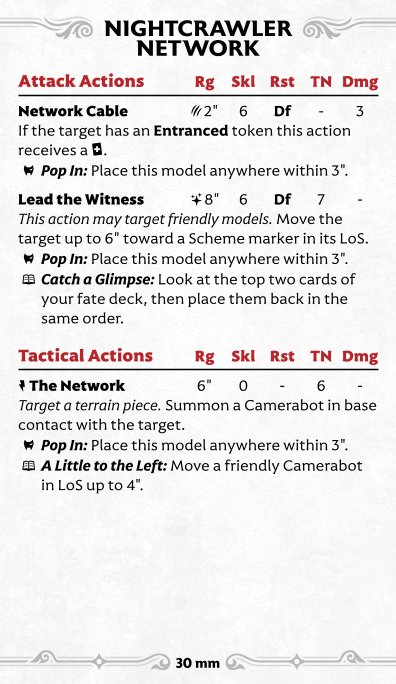 NIGHTCRAWLER
NETWORK
Attack Actions Rg Skl Rst TN Dmg
Network Cable 2" 6 Df - 3
If the target has an Entranced token this action
receives a .
Pop In: Place this model anywhere within 3".
Lead the Witness 8" 6 Df 7 -
This action may target friendly models. Move the
target up to 6" toward a Scheme marker in its LoS.
Pop In: Place this model anywhere within 3".
Catch a Glimpse: Look at the top two cards of
your fate deck, then place them back in the
same order.
Tactical Actions Rg Skl Rst TN Dmg
The Network 6" 0 - 6 -
Target a terrain piece. Summon a Camerabot in base
contact with the target.
Pop In: Place this model anywhere within 3".
A Little to the Left: Move a friendly Camerabot
in LoS up to 4".
30 mm